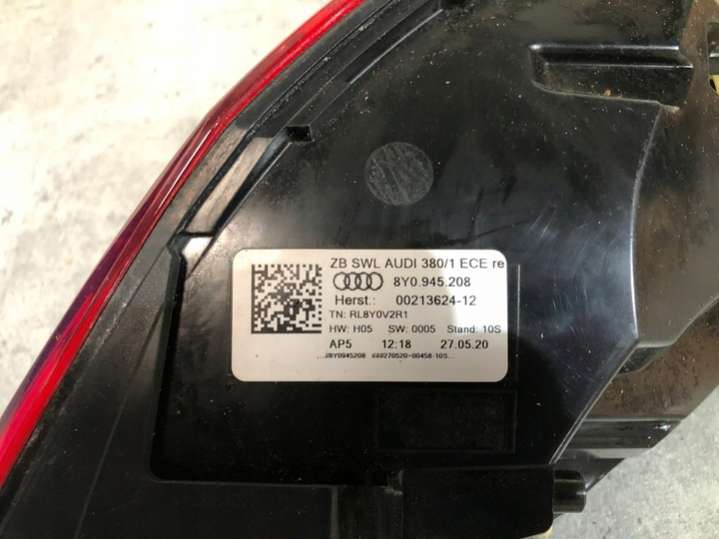 ZB SWL AUDI 380/1 ECE re
8Y0.945.208
Herst.: 00213624-12
TN: RL8Y0V2R1
HW: H05 SW: 0005 Stand: 10S
AP5 12:18 27.05.20